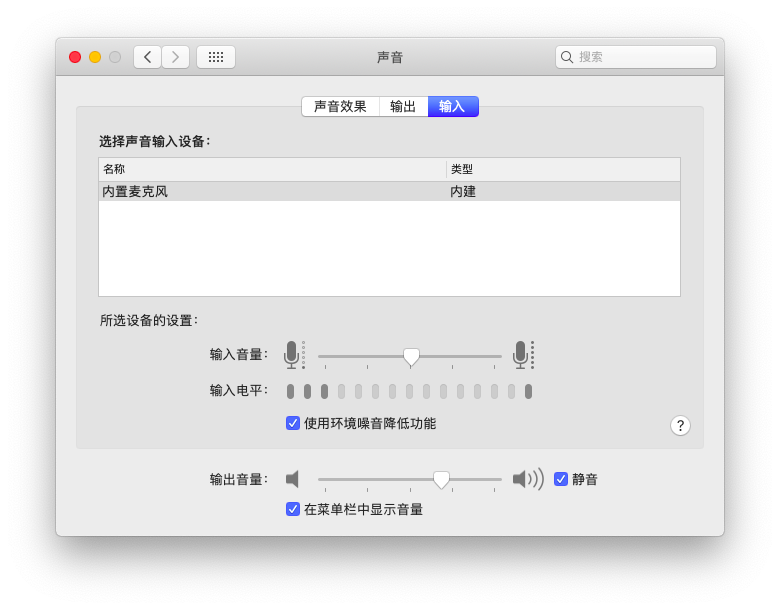 声音
搜索
声音效果 输出 输入
选择声音输入设备：
名称 类型
内置麦克风 内建
所选设备的设置：
输入音量：
输入电平：
使用环境噪音降低功能
?
输出音量： 静音
在菜单栏中显示音量